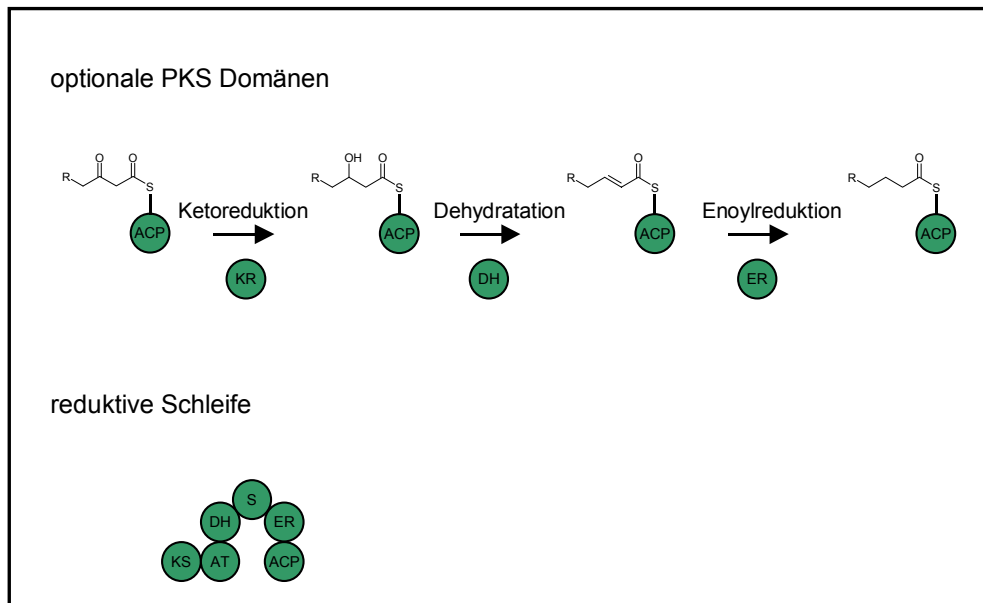 optionale PKS Domänen
O O OH O O O
R S R S R S R S
Ketoreduktion Dehydratation Enoylreduktion
ACP ACP ACP ACP
KR DH ER
reduktive Schleife
S
DH ER
KS AT ACP